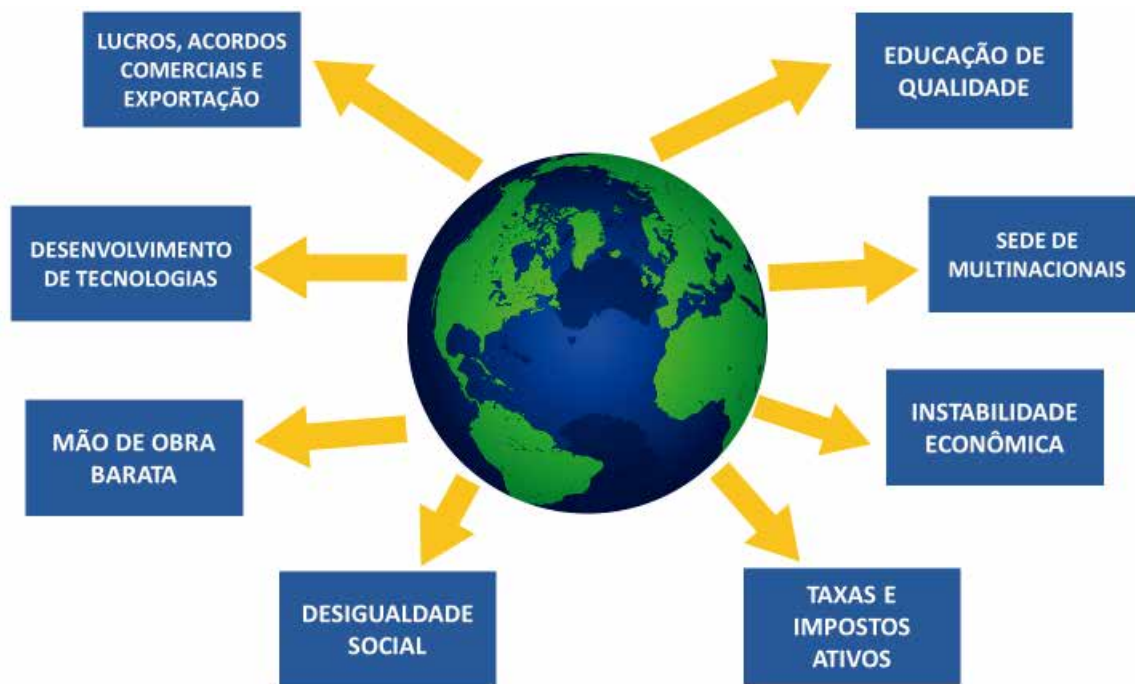 LUCROS, ACORDOS
COMERCIAIS E
EXPORTAÇÃO
EDUCAÇÃO DE
QUALIDADE
DESENVOLVIMENTO
DE TECNOLOGIAS
SEDE DE
MULTINACIONAIS
MÃO DE OBRA
BARATA
INSTABILIDADE
ECONÔMICA
DESIGUALDADE
SOCIAL
TAXAS E
IMPOSTOS
ATIVOS